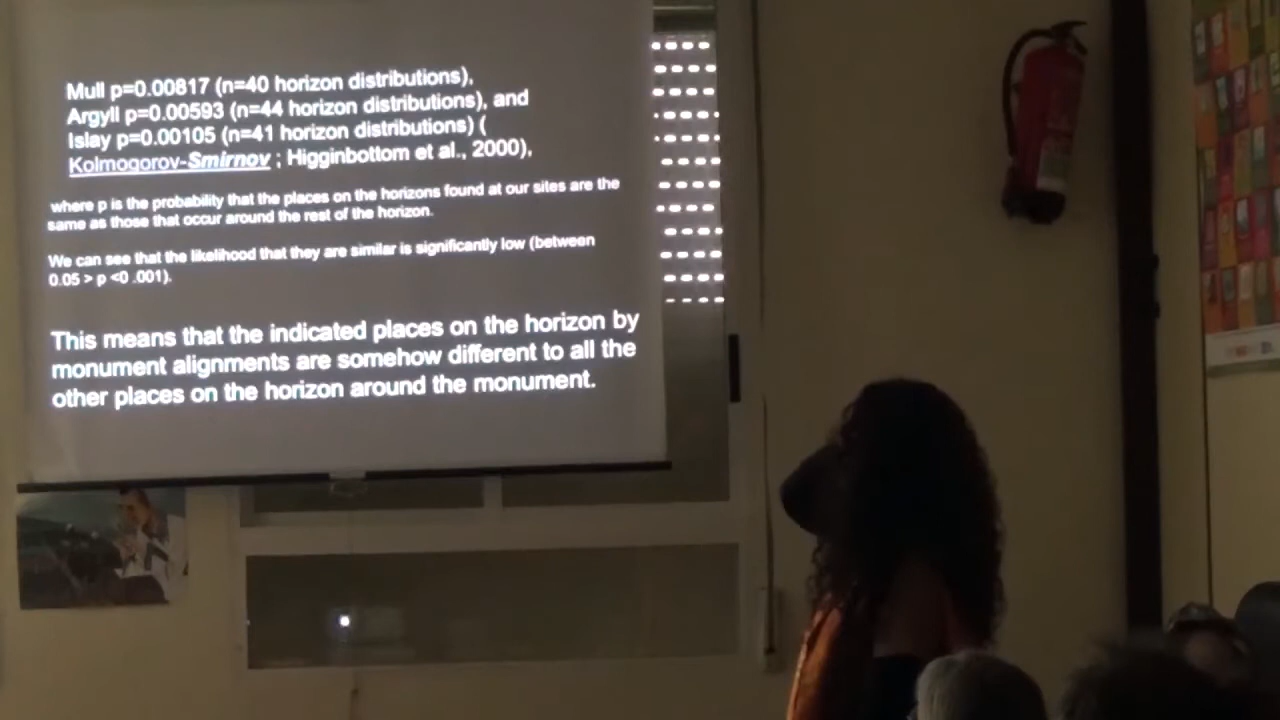 Mull p=0.00817 (n=40 horizon distributions),
Argyll p=0.00593 (n=44 horizon distributions), and
Islay p=0.00105 (n=41 horizon distributions) (
Kolmogorov-Smirnov ; Higginbottom et al., 2000),
where p is the probability that the places on the horizons found at our sites are the
same as those that occur around the rest of the horizon.
We can see that the likelihood that they are similar is significantly low (between
0.05 > p <0 .001).
This means that the indicated places on the horizon by
monument alignments are somehow different to all the
other places on the horizon around the monument.